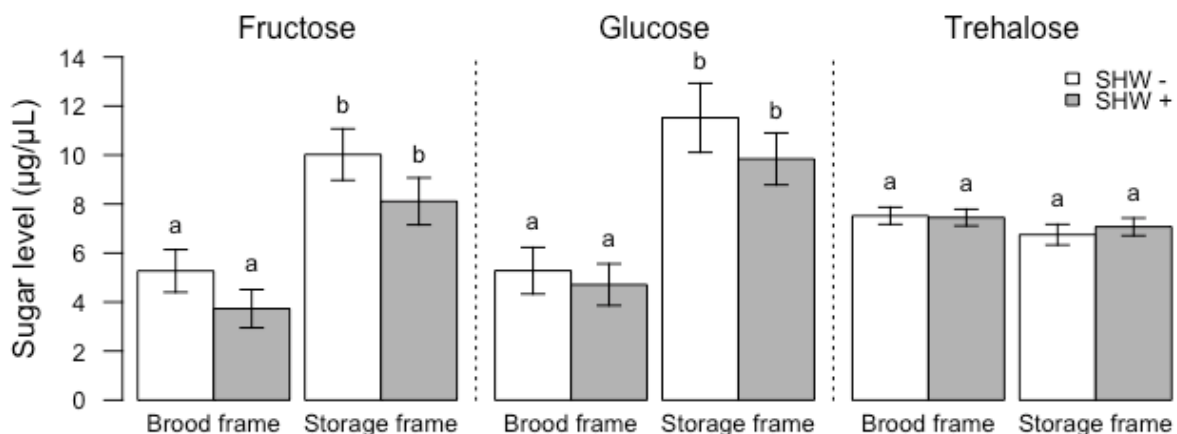 Fructose Glucose Trehalose
Sugar level (µg/µL)
14
12
10
8
6
4
2
0
a a b b
a a b b
a a a a
SHW -
SHW +
Brood frame Storage frame Brood frame Storage frame Brood frame Storage frame